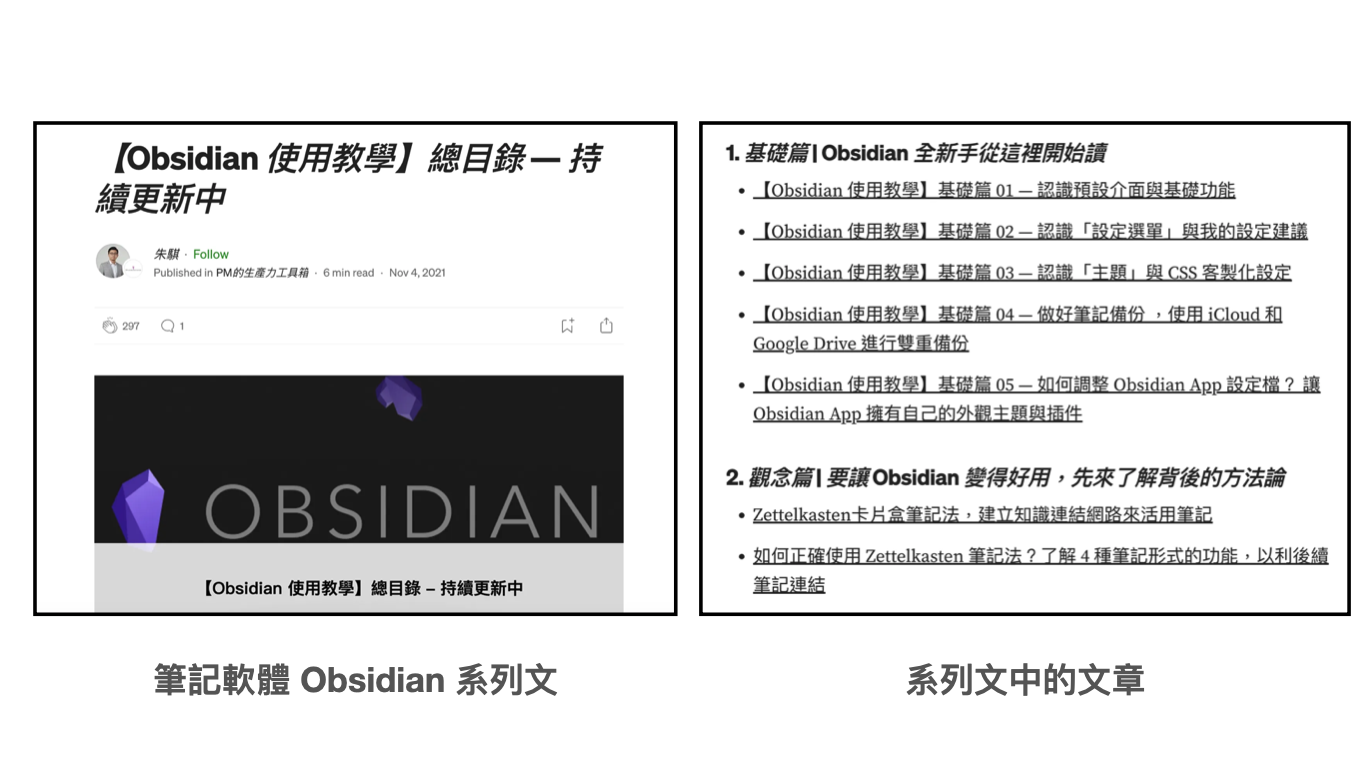 【Obsidian 使用教學】總目錄 — 持
續更新中
朱騏 · Follow
Published in PM的生產力工具箱 · 6 min read · Nov 4, 2021
297 1
OBSIDIAN
【Obsidian 使用教學】總目錄 – 持續更新中
筆記軟體 Obsidian 系列文
1. 基礎篇 | Obsidian 全新手從這裡開始讀
• 【Obsidian 使用教學】基礎篇 01 — 認識預設介面與基礎功能
• 【Obsidian 使用教學】基礎篇 02 — 認識「設定選單」與我的設定建議
• 【Obsidian 使用教學】基礎篇 03 — 認識「主題」與 CSS 客製化設定
• 【Obsidian 使用教學】基礎篇 04 — 做好筆記備份 ，使用 iCloud 和
Google Drive 進行雙重備份
• 【Obsidian 使用教學】基礎篇 05 — 如何調整 Obsidian App 設定檔？ 讓
Obsidian App 擁有自己的外觀主題與插件
2. 觀念篇 | 要讓 Obsidian 變得好用，先來了解背後的方法論
• Zettelkasten卡片盒筆記法，建立知識連結網路來活用筆記
• 如何正確使用 Zettelkasten 筆記法？了解 4 種筆記形式的功能，以利後續
筆記連結
系列文中的文章